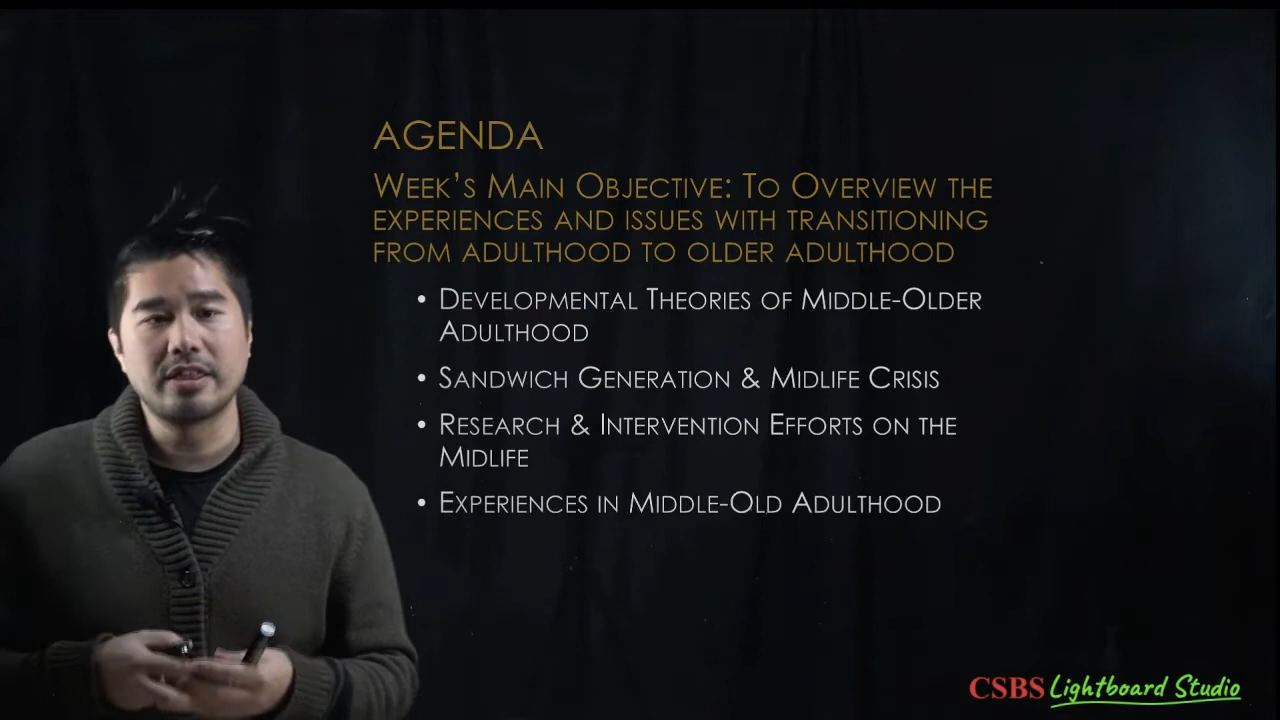 AGENDA
WEEK'S MAIN OBJECTIVE: TO OVERVIEW THE
EXPERIENCES AND ISSUES WITH TRANSITIONING
FROM ADULTHOOD TO OLDER ADULTHOOD
• DEVELOPMENTAL THEORIES OF MIDDLE-OLDER
ADULTHOOD
• SANDWICH GENERATION & MIDLIFE CRISIS
• RESEARCH & INTERVENTION EFFORTS ON THE
MIDLIFE
• EXPERIENCES IN MIDDLE-OLD ADULTHOOD
CSBS Lightboard Studio